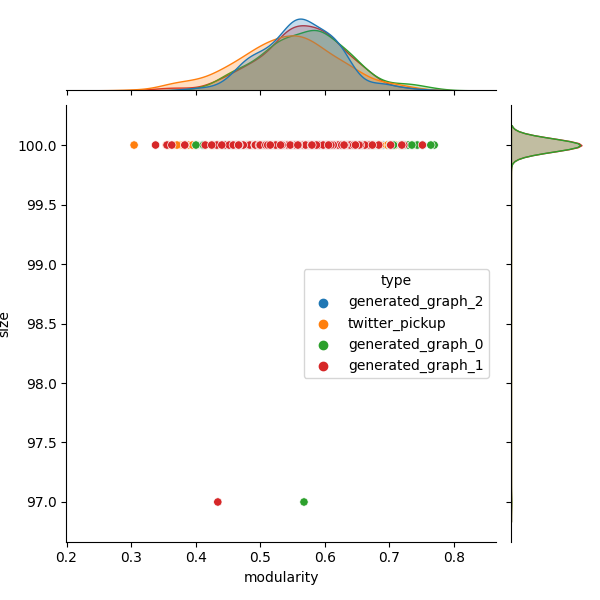 100.0
99.5
99.0
98.5
98.0
97.5
97.0
size
type
generated_graph_2
twitter_pickup
generated_graph_0
generated_graph_1
0.2 0.3 0.4 0.5 0.6 0.7 0.8
modularity